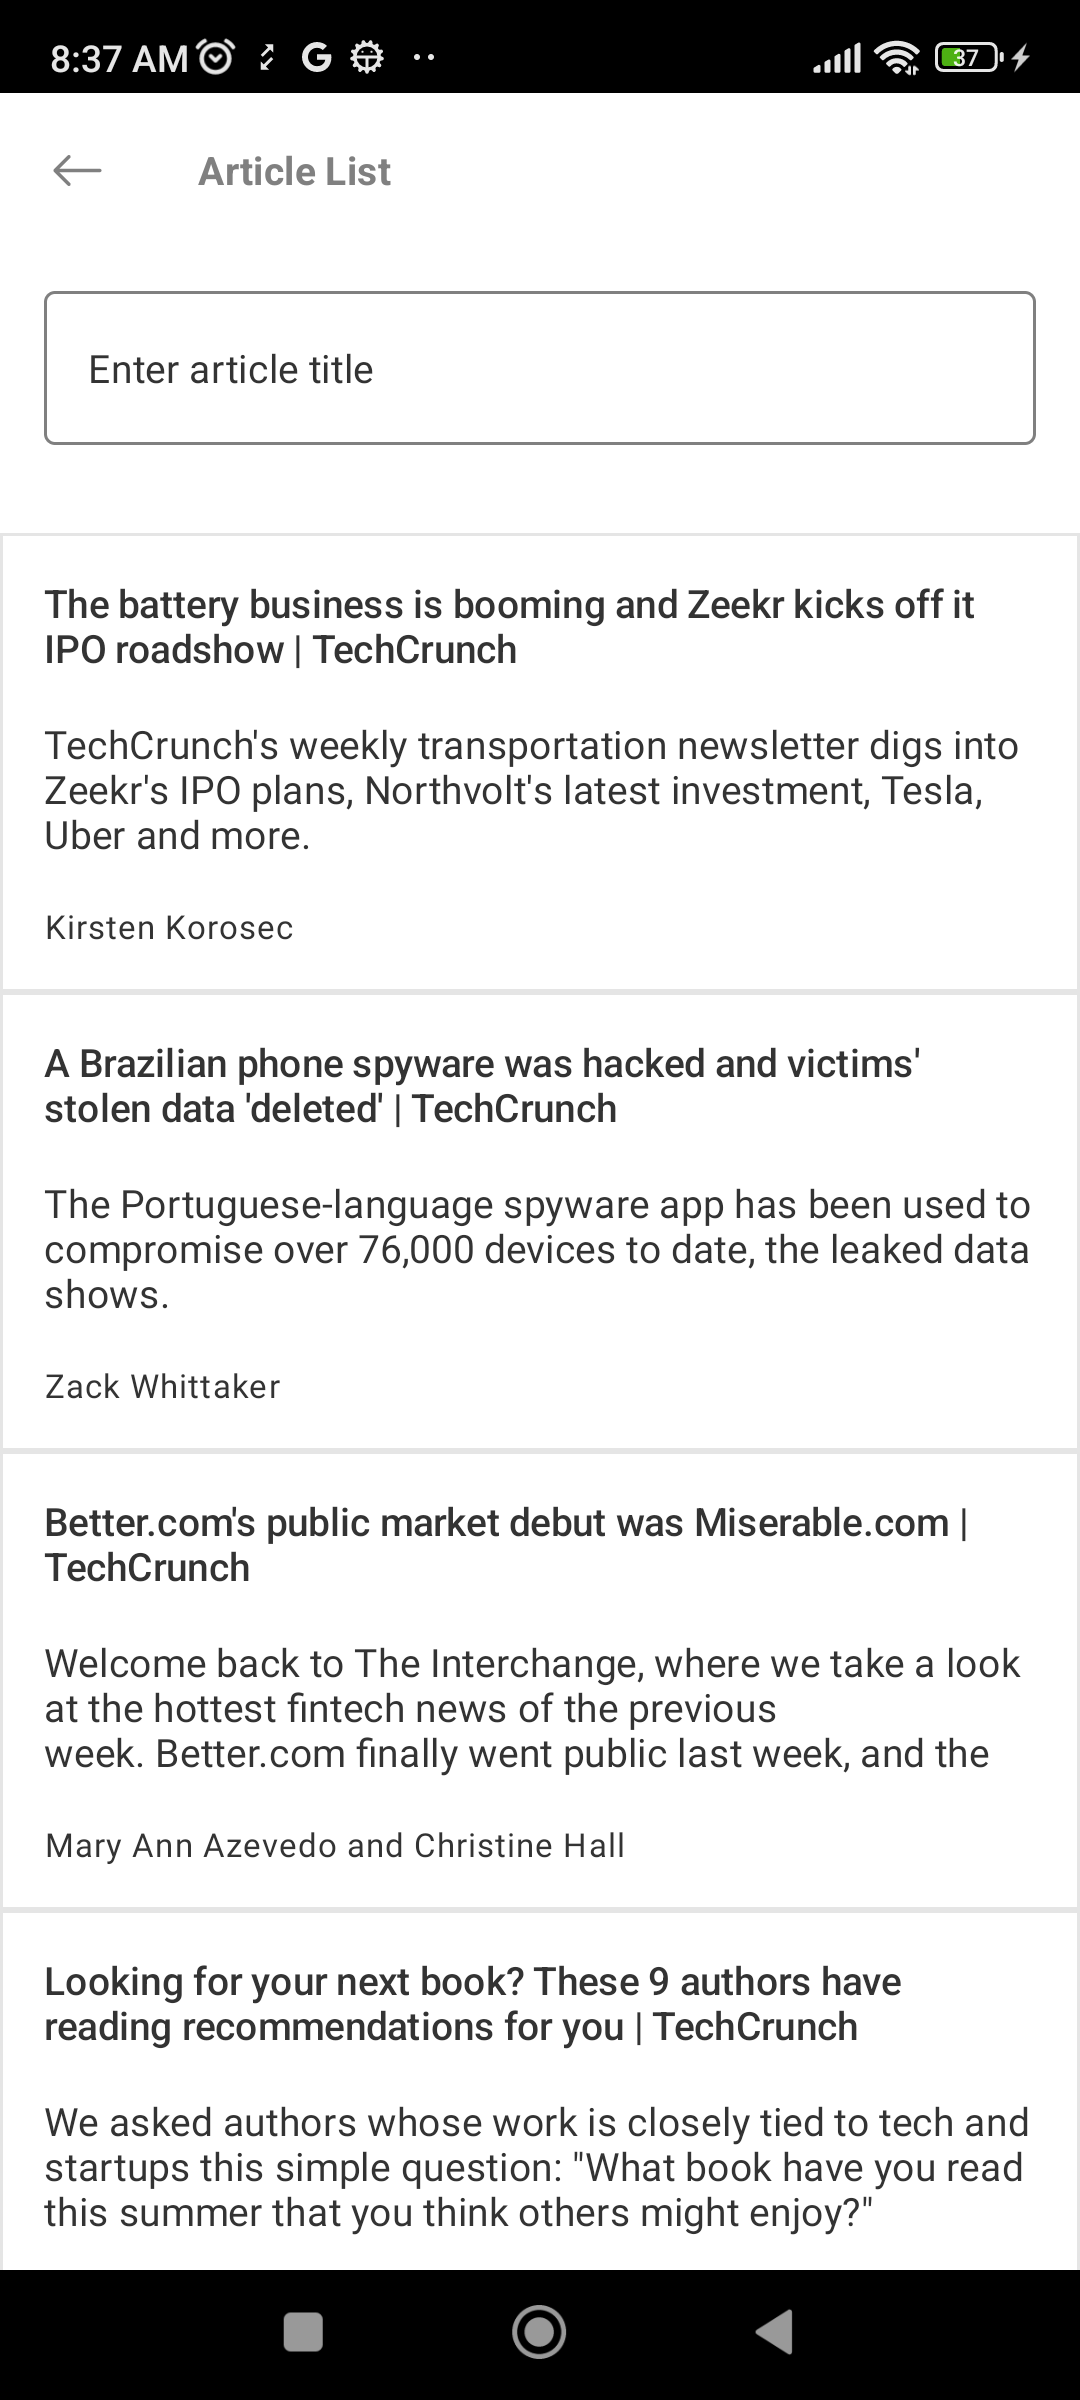 8:37 AM
37
Article List
Enter article title
The battery business is booming and Zeekr kicks off it
IPO roadshow | TechCrunch
TechCrunch's weekly transportation newsletter digs into
Zeekr's IPO plans, Northvolt's latest investment, Tesla,
Uber and more.
Kirsten Korosec
A Brazilian phone spyware was hacked and victims'
stolen data 'deleted' | TechCrunch
The Portuguese-language spyware app has been used to
compromise over 76,000 devices to date, the leaked data
shows.
Zack Whittaker
Better.com's public market debut was Miserable.com |
TechCrunch
Welcome back to The Interchange, where we take a look
at the hottest fintech news of the previous
week. Better.com finally went public last week, and the
Mary Ann Azevedo and Christine Hall
Looking for your next book? These 9 authors have
reading recommendations for you | TechCrunch
We asked authors whose work is closely tied to tech and
startups this simple question: "What book have you read
this summer that you think others might enjoy?"